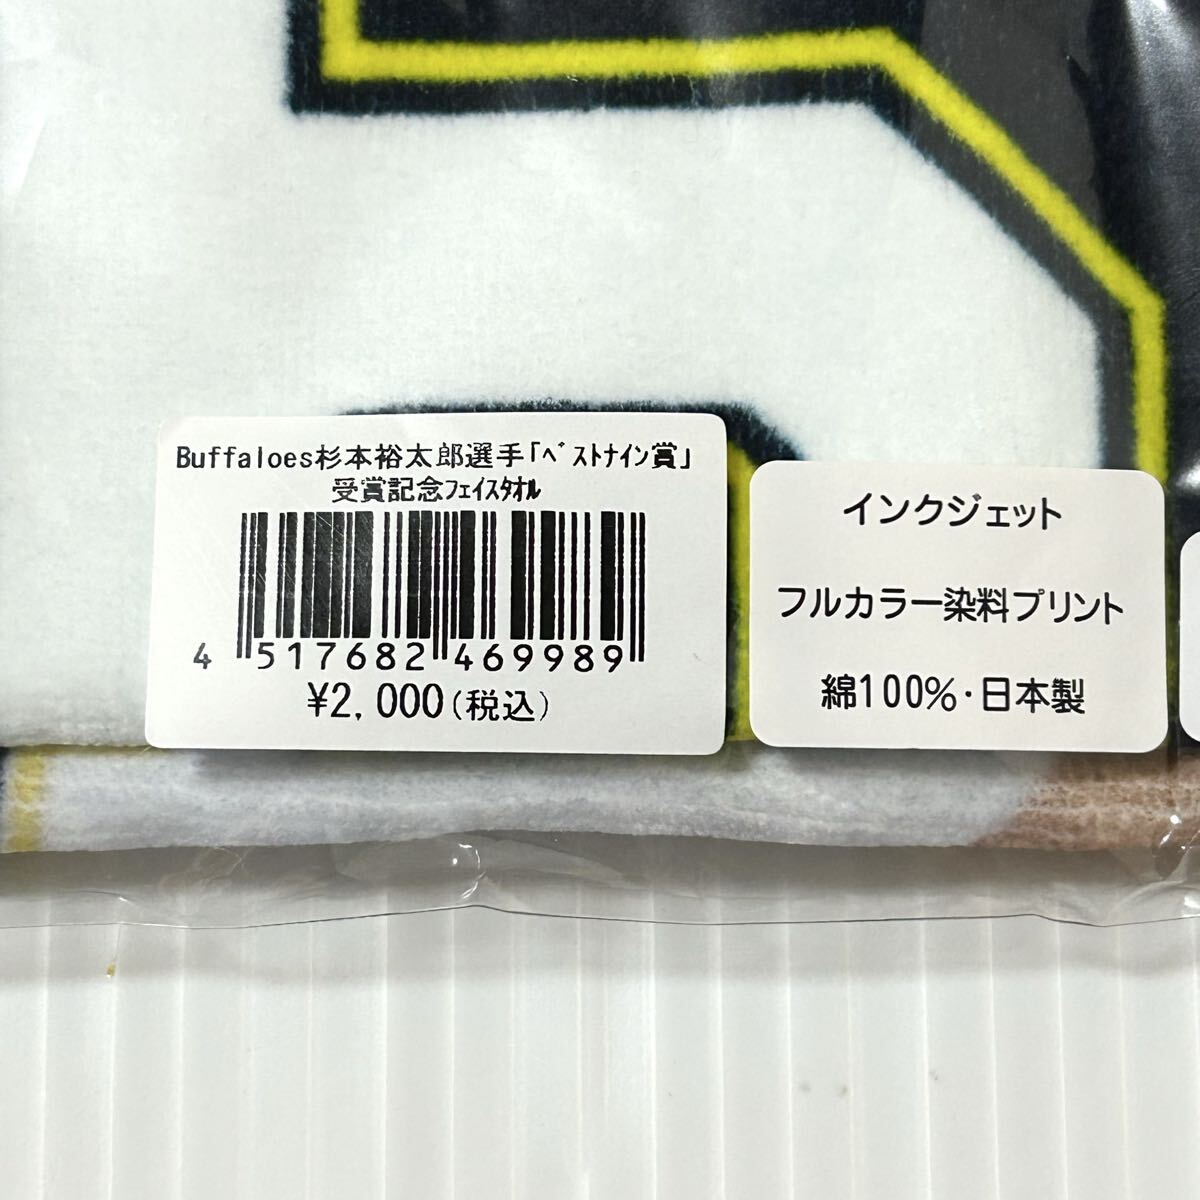 Buffaloes杉本裕太郎選手「ﾍﾞｽﾄﾅｲﾝ賞」
受賞記念ﾌｪｲｽﾀｵﾙ
4 517682 469989
¥2,000(税込)
インクジェット
フルカラー染料プリント
綿100%・日本製